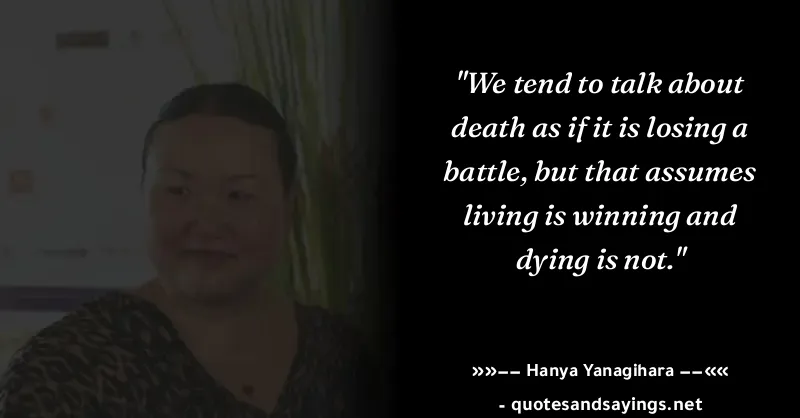 "We tend to talk about
death as if it is losing a
battle, but that assumes
living is winning and
dying is not."
»»−− Hanya Yanagihara −−««
- quotesandsayings.net